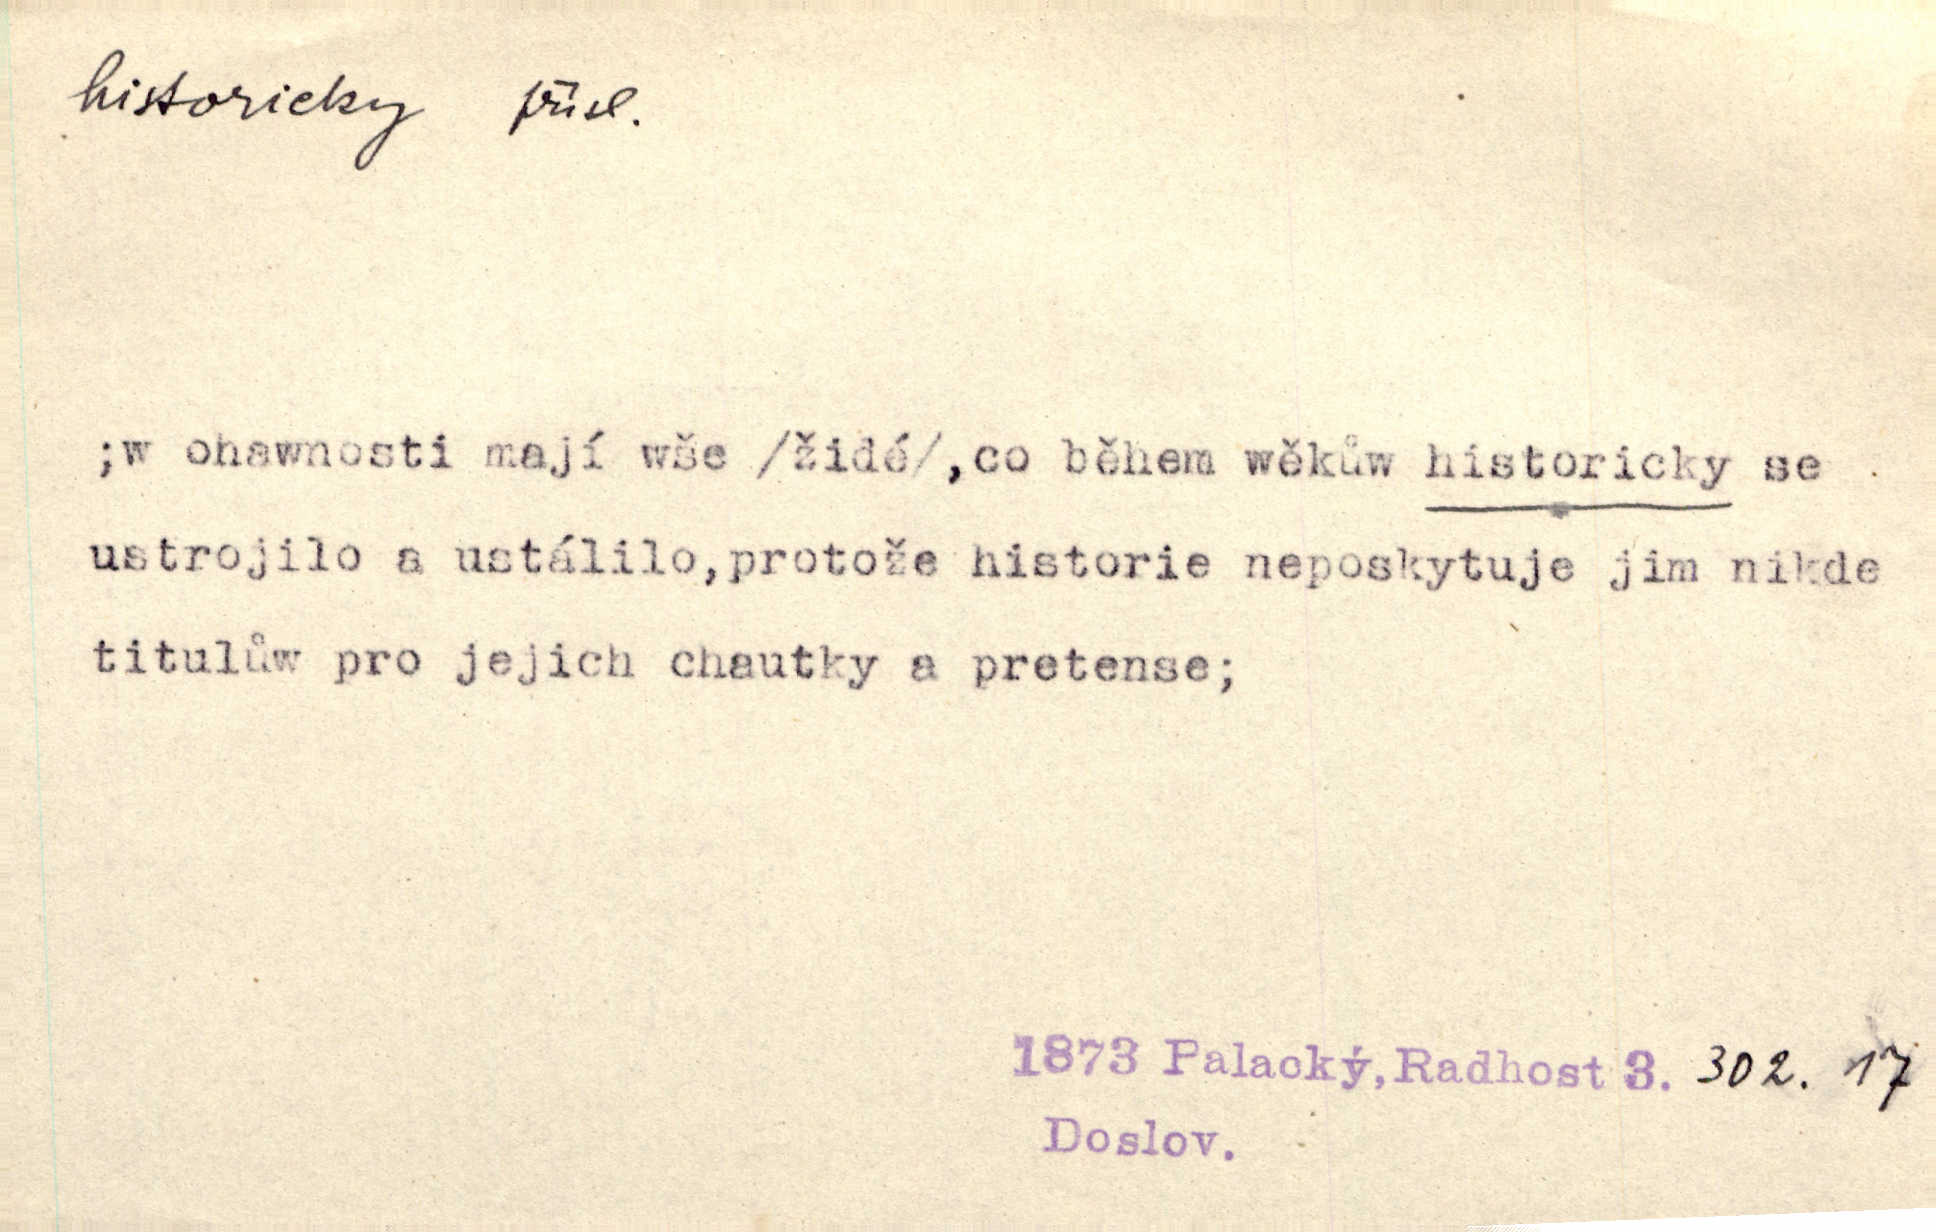 historicky přísl.
;w ohawnosti mají wše /židé/,co během wěkůw historicky se
ustrojilo a ustálilo,protože historie neposkytuje jim nikde
titulůw pro jejich chautky a pretense;
1873 Palacký,Radhost 3. 302. 17
Doslov.